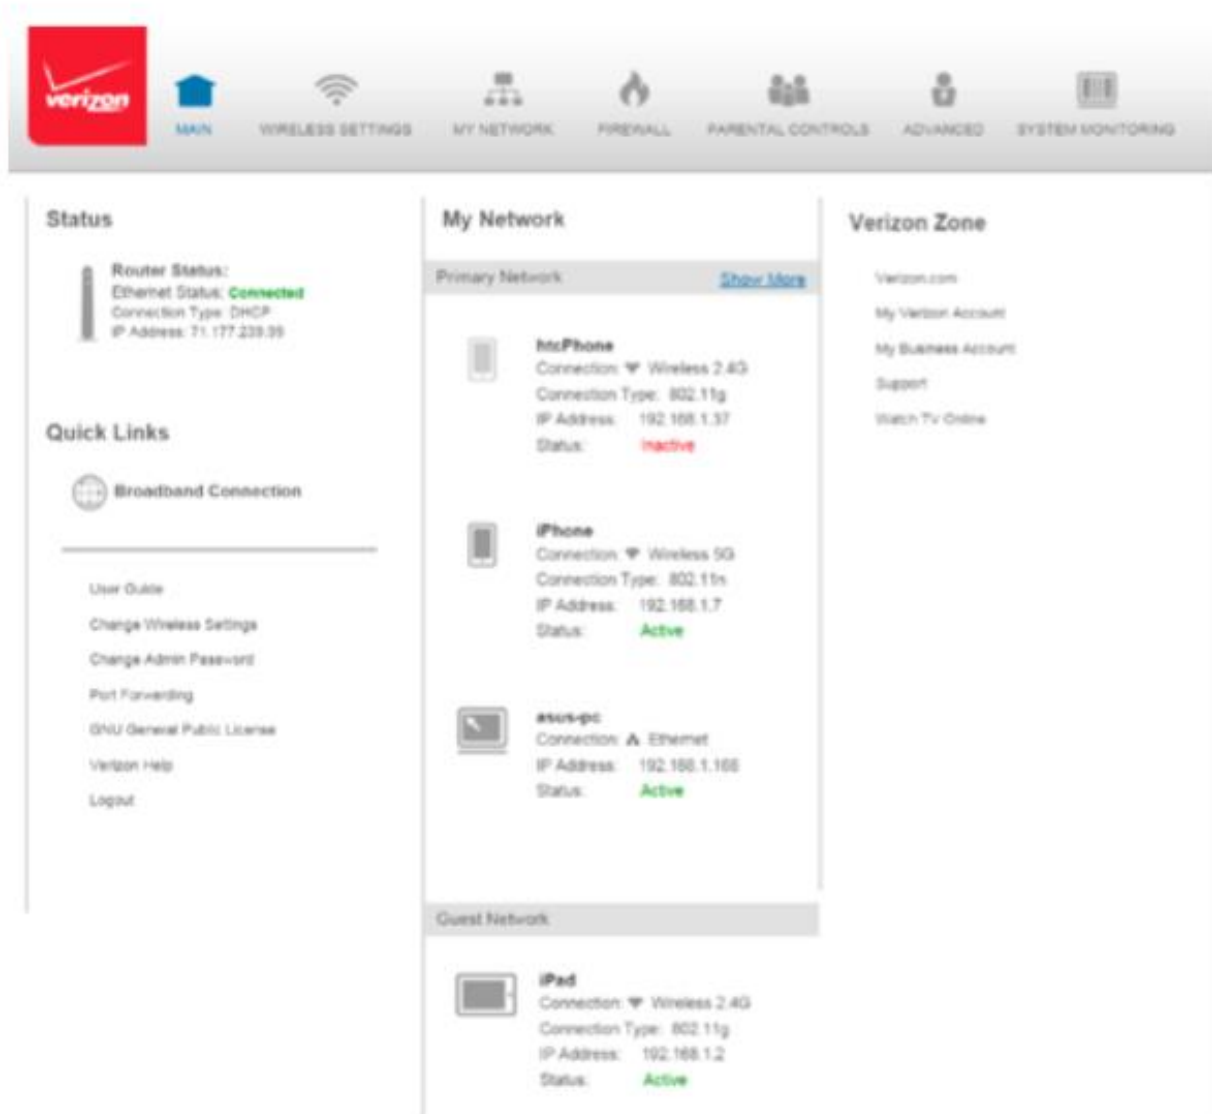 verizon
MAIN
WIRELESS SETTINGS
MY NETWORK
FIREWALL
PARENTAL CONTROLS
ADVANCED
SYSTEM MONITORING
Status
Router Status:
Ethernet Status: Connected
Connection Type: DHCP
IP Address: 71.177.239.99
Quick Links
Broadband Connection
User Guide
Change Wireless Settings
Change Admin Password
Port Forwarding
GNU General Public License
Verizon Help
Logout
My Network
Primary Network Show More
htcPhone
Connection: Wireless 2.4G
Connection Type: 802.11g
IP Address: 192.168.1.37
Status: Inactive
iPhone
Connection: Wireless 5G
Connection Type: 802.11n
IP Address: 192.168.1.7
Status: Active
asus-pc
Connection: Ethernet
IP Address: 192.168.1.168
Status: Active
Guest Network
iPad
Connection: Wireless 2.4G
Connection Type: 802.11g
IP Address: 192.168.1.2
Status: Active
Verizon Zone
Verizon.com
My Verizon Account
My Business Account
Support
Watch TV Online